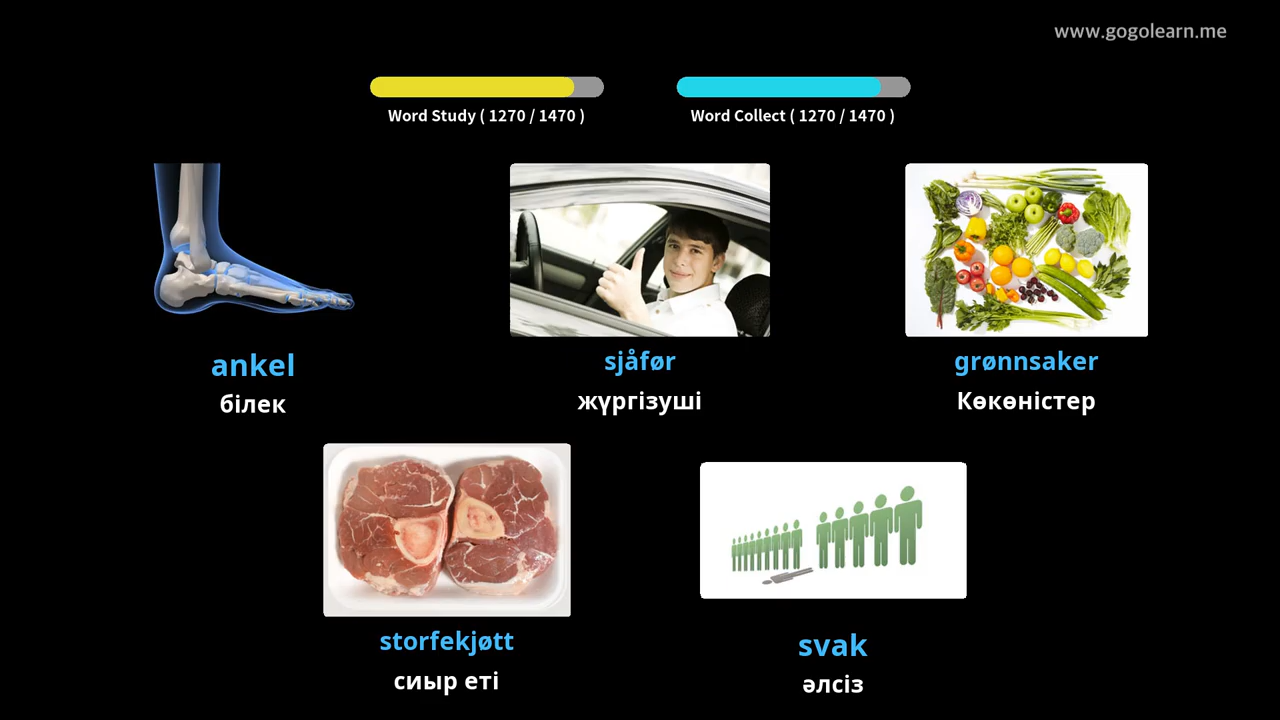 www.gogolearn.me
Word Study ( 1270 / 1470 )
Word Collect ( 1270 / 1470 )
ankel
білек
sjåfør
жүргізуші
grønnsaker
Көкөністер
storfekjøtt
сиыр еті
svak
әлсіз